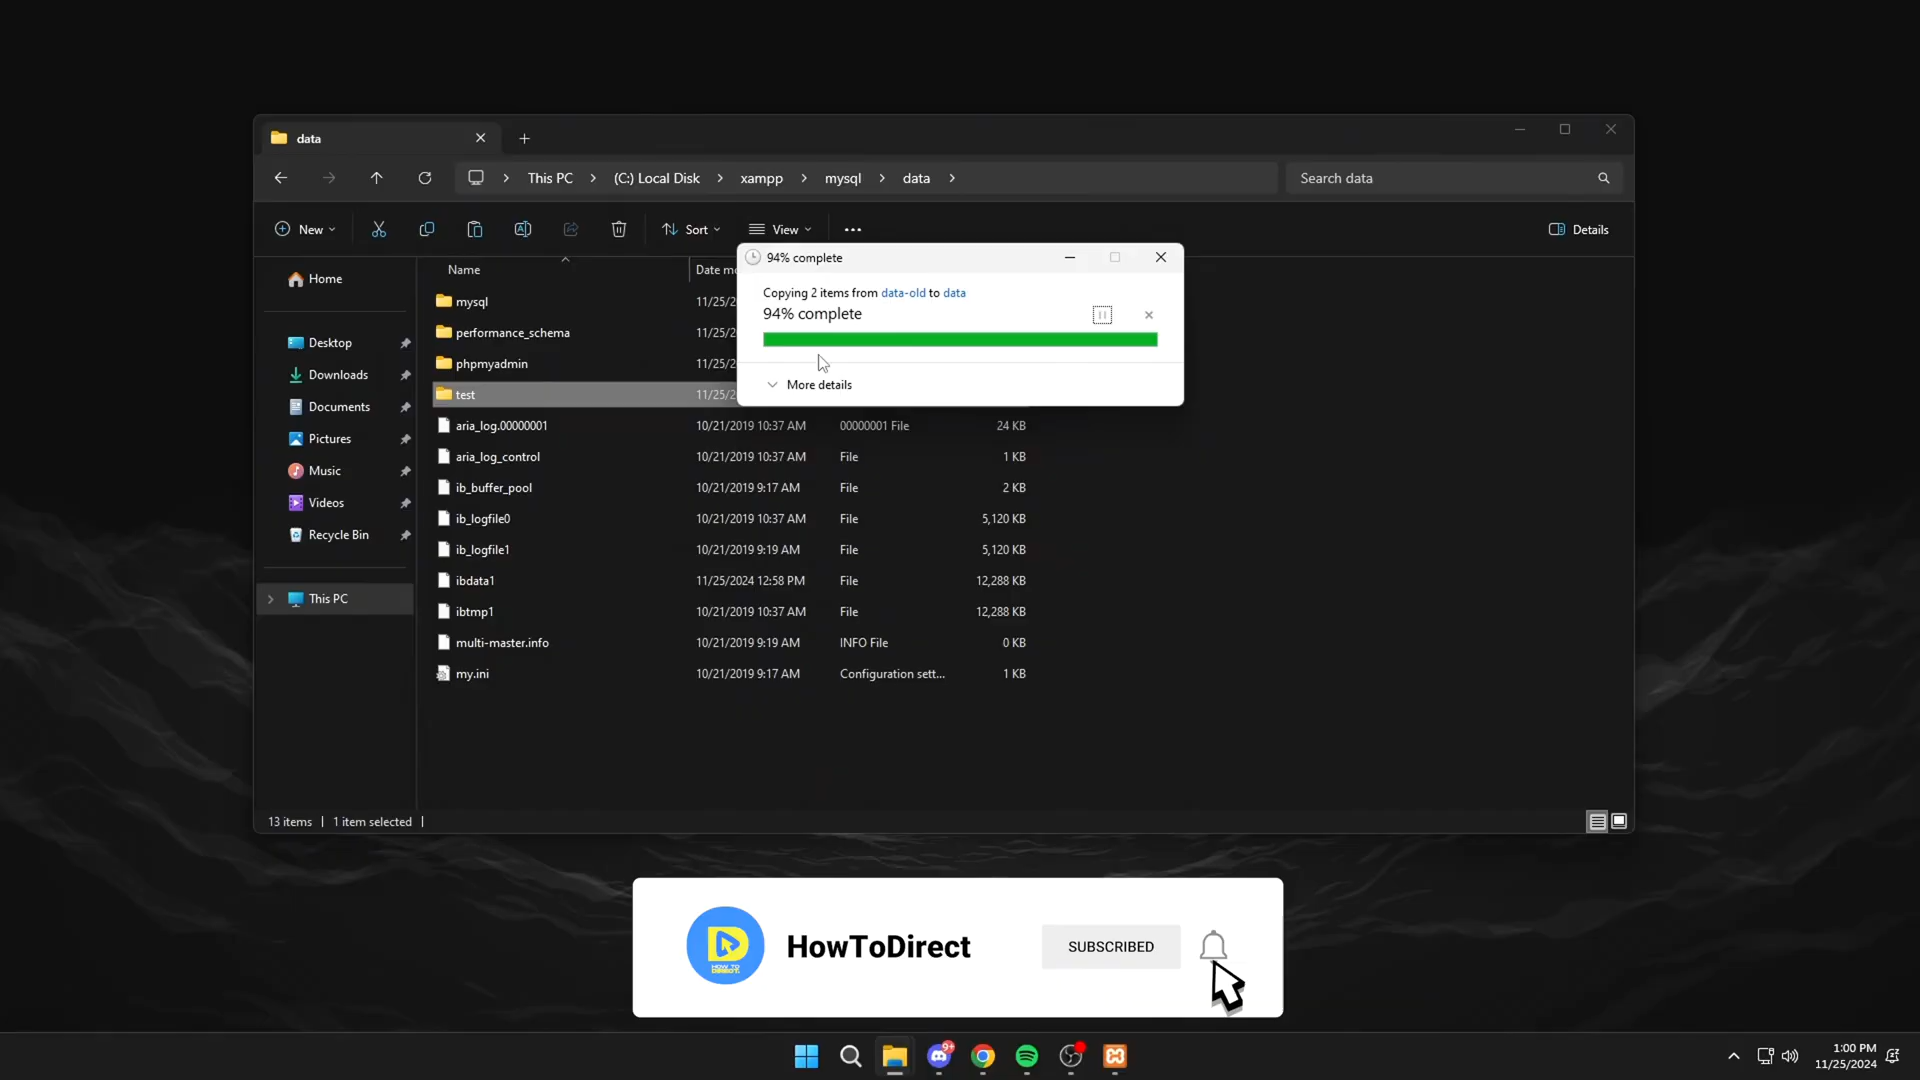 data
This PC
(C:) Local Disk
xampp
mysql
data
Search data
New
Sort
View
Details
94% complete
Copying 2 items from data-old to data
94% complete
More details
Name
Date mo
Home
Desktop
Downloads
Documents
Pictures
Music
Videos
Recycle Bin
This PC
mysql 11/25/2
performance_schema 11/25/2
phpmyadmin 11/25/2
test 11/25/2
aria_log.00000001 10/21/2019 10:37 AM 00000001 File 24 KB
aria_log_control 10/21/2019 10:37 AM File 1 KB
ib_buffer_pool 10/21/2019 9:17 AM File 2 KB
ib_logfile0 10/21/2019 10:37 AM File 5,120 KB
ib_logfile1 10/21/2019 9:19 AM File 5,120 KB
ibdata1 11/25/2024 12:58 PM File 12,288 KB
ibtmp1 10/21/2019 10:37 AM File 12,288 KB
multi-master.info 10/21/2019 9:19 AM INFO File 0 KB
my.ini 10/21/2019 9:17 AM Configuration sett... 1 KB
13 items
1 item selected
HOW TO
DIRECT.
HowToDirect
SUBSCRIBED
9+
1:00 PM
11/25/2024